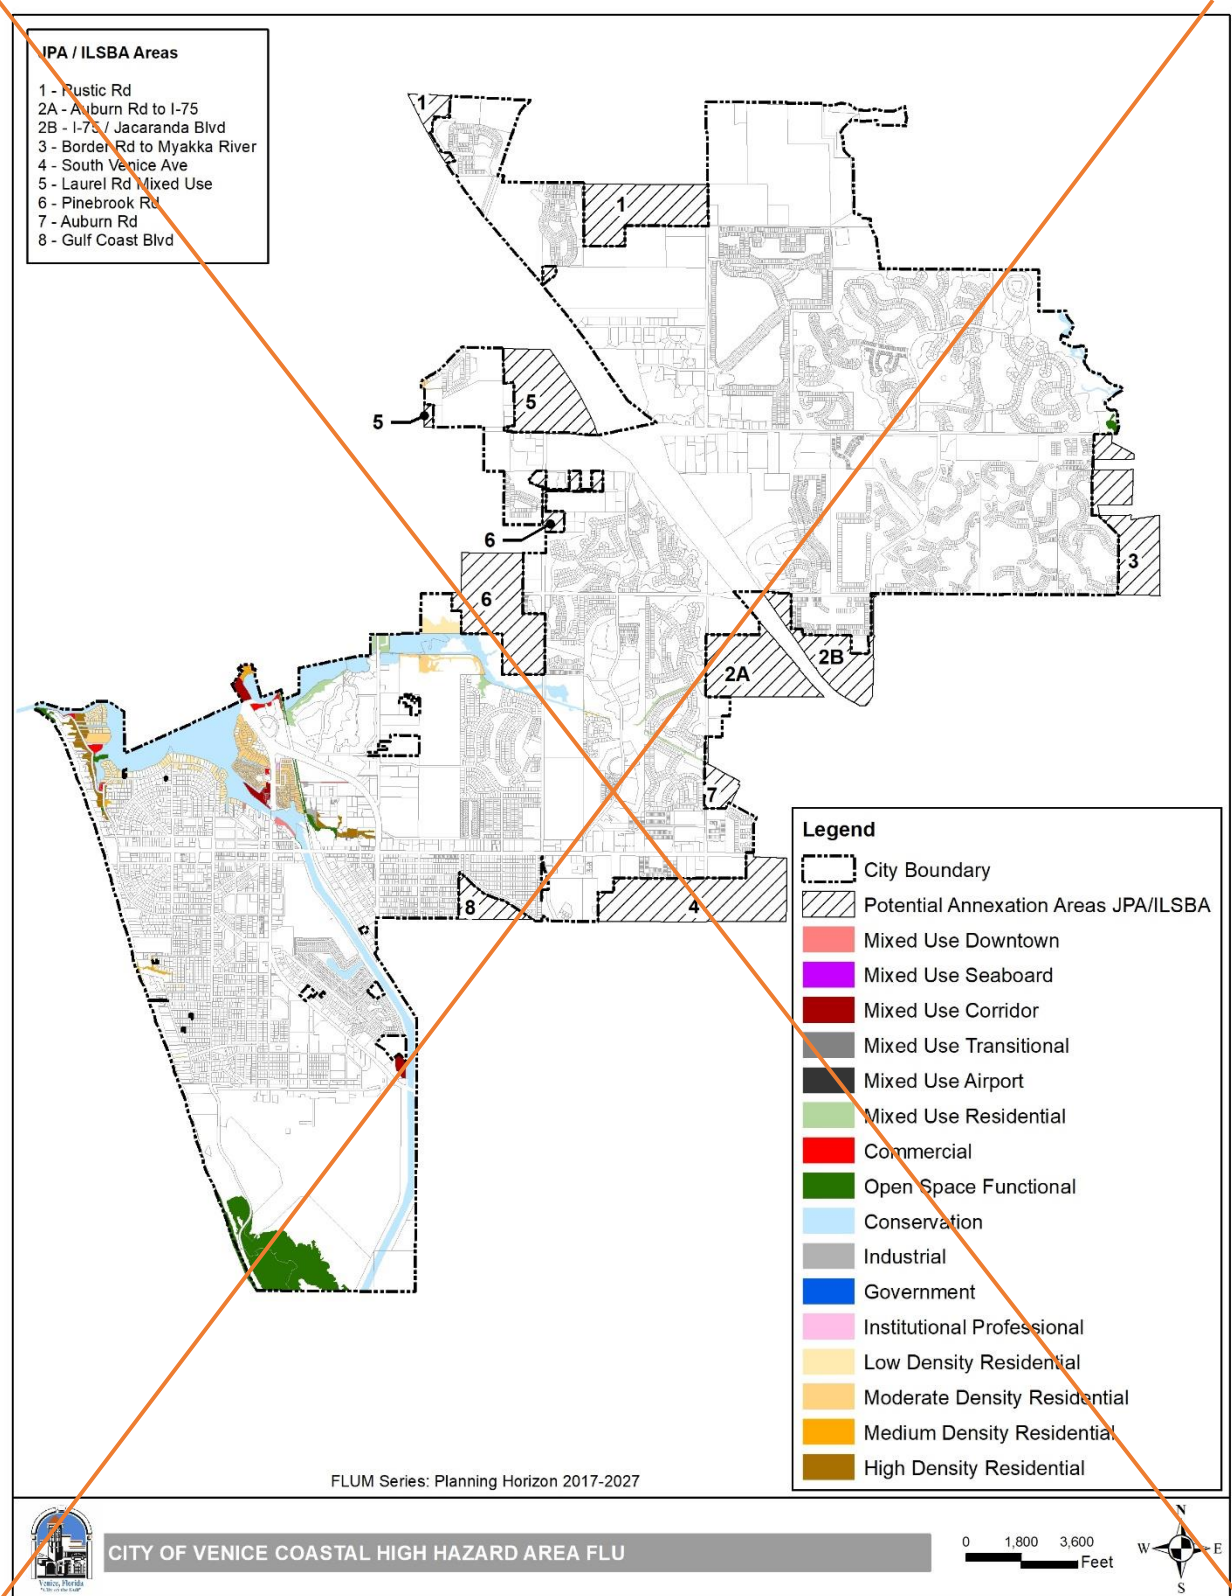 JPA / ILSBA Areas
1 - Rustic Rd
2A - Auburn Rd to I-75
2B - I-75 / Jacaranda Blvd
3 - Border Rd to Myakka River
4 - South Venice Ave
5 - Laurel Rd Mixed Use
6 - Pinebrook Rd
7 - Auburn Rd
8 - Gulf Coast Blvd
1
1
5
5
6
3
6
2B
2A
7
8
4
Legend
City Boundary
Potential Annexation Areas JPA/ILSBA
Mixed Use Downtown
Mixed Use Seaboard
Mixed Use Corridor
Mixed Use Transitional
Mixed Use Airport
Mixed Use Residential
Commercial
Open Space Functional
Conservation
Industrial
Government
Institutional Professional
Low Density Residential
Moderate Density Residential
Medium Density Residential
High Density Residential
FLUM Series: Planning Horizon 2017-2027
CITY OF VENICE COASTAL HIGH HAZARD AREA FLU
Venice, Florida
"City on the Gulf"
0 1,800 3,600
Feet
N
W E
S